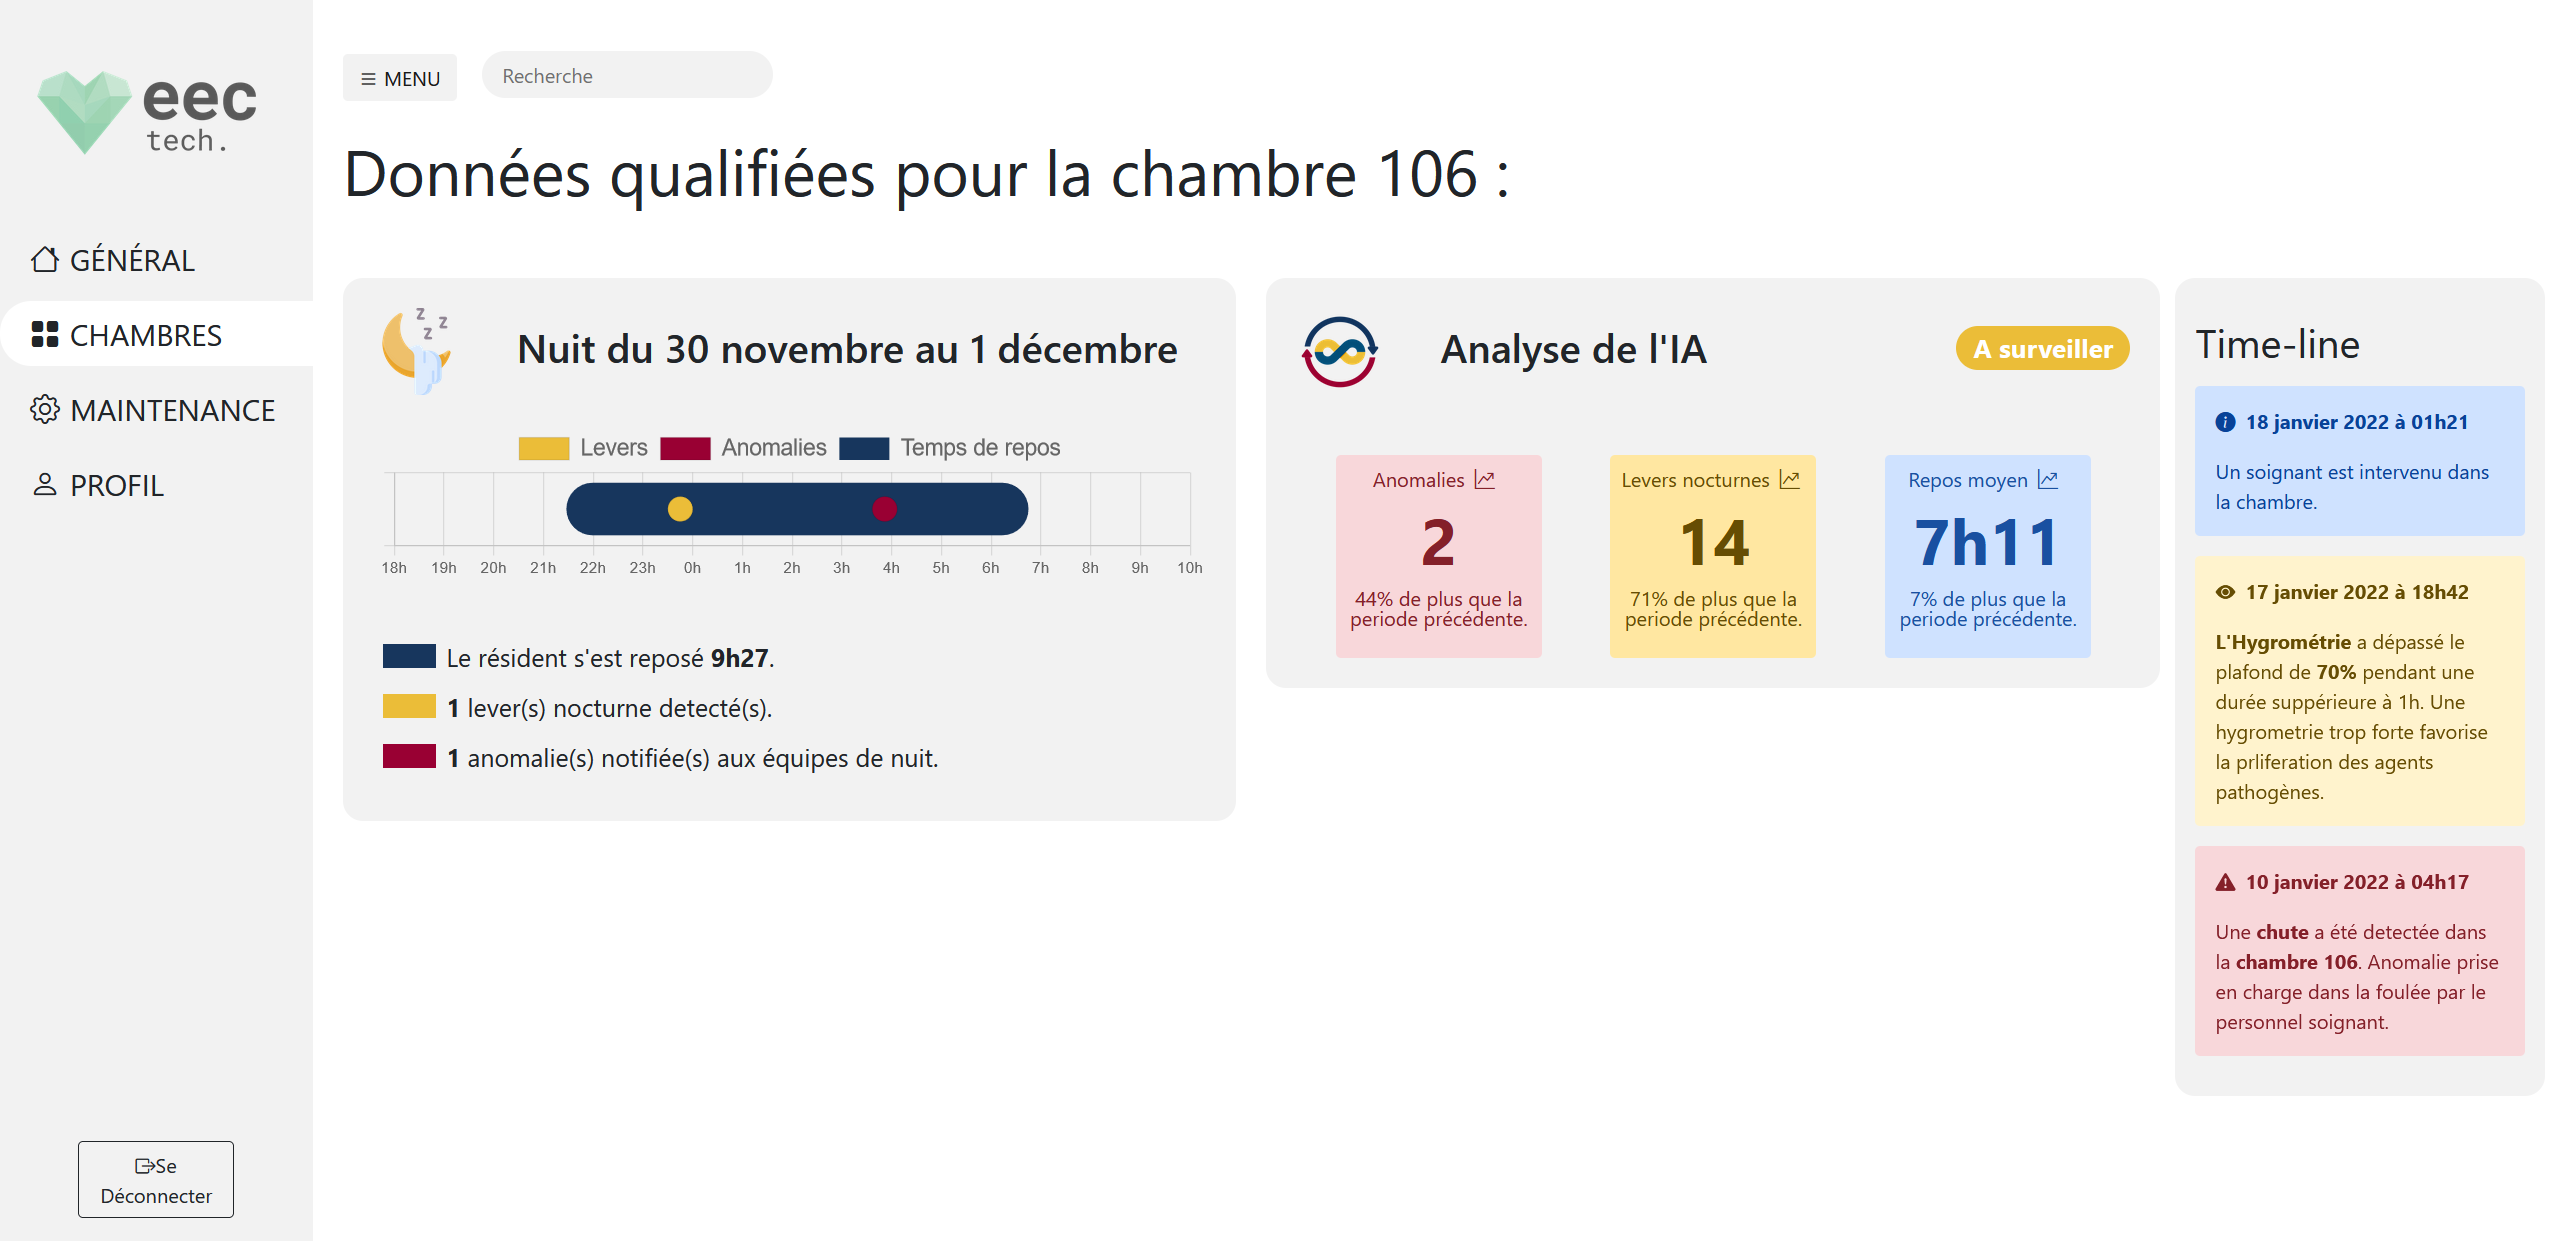 eec
tech.
GÉNÉRAL
CHAMBRES
MAINTENANCE
PROFIL
Se
Déconnecter
MENU
Recherche
Données qualifiées pour la chambre 106 :
z z
z
Nuit du 30 novembre au 1 décembre
Levers Anomalies Temps de repos
18h 19h 20h 21h 22h 23h 0h 1h 2h 3h 4h 5h 6h 7h 8h 9h 10h
Le résident s'est reposé 9h27.
1 lever(s) nocturne detecté(s).
1 anomalie(s) notifiée(s) aux équipes de nuit.
Analyse de l'IA
A surveiller
Anomalies
2
44% de plus que la
periode précédente.
Levers nocturnes
14
71% de plus que la
periode précédente.
Repos moyen
7h11
7% de plus que la
periode précédente.
Time-line
18 janvier 2022 à 01h21
Un soignant est intervenu dans
la chambre.
17 janvier 2022 à 18h42
L'Hygrométrie a dépassé le
plafond de 70% pendant une
durée suppérieure à 1h. Une
hygrometrie trop forte favorise
la prliferation des agents
pathogènes.
10 janvier 2022 à 04h17
Une chute a été detectée dans
la chambre 106. Anomalie prise
en charge dans la foulée par le
personnel soignant.